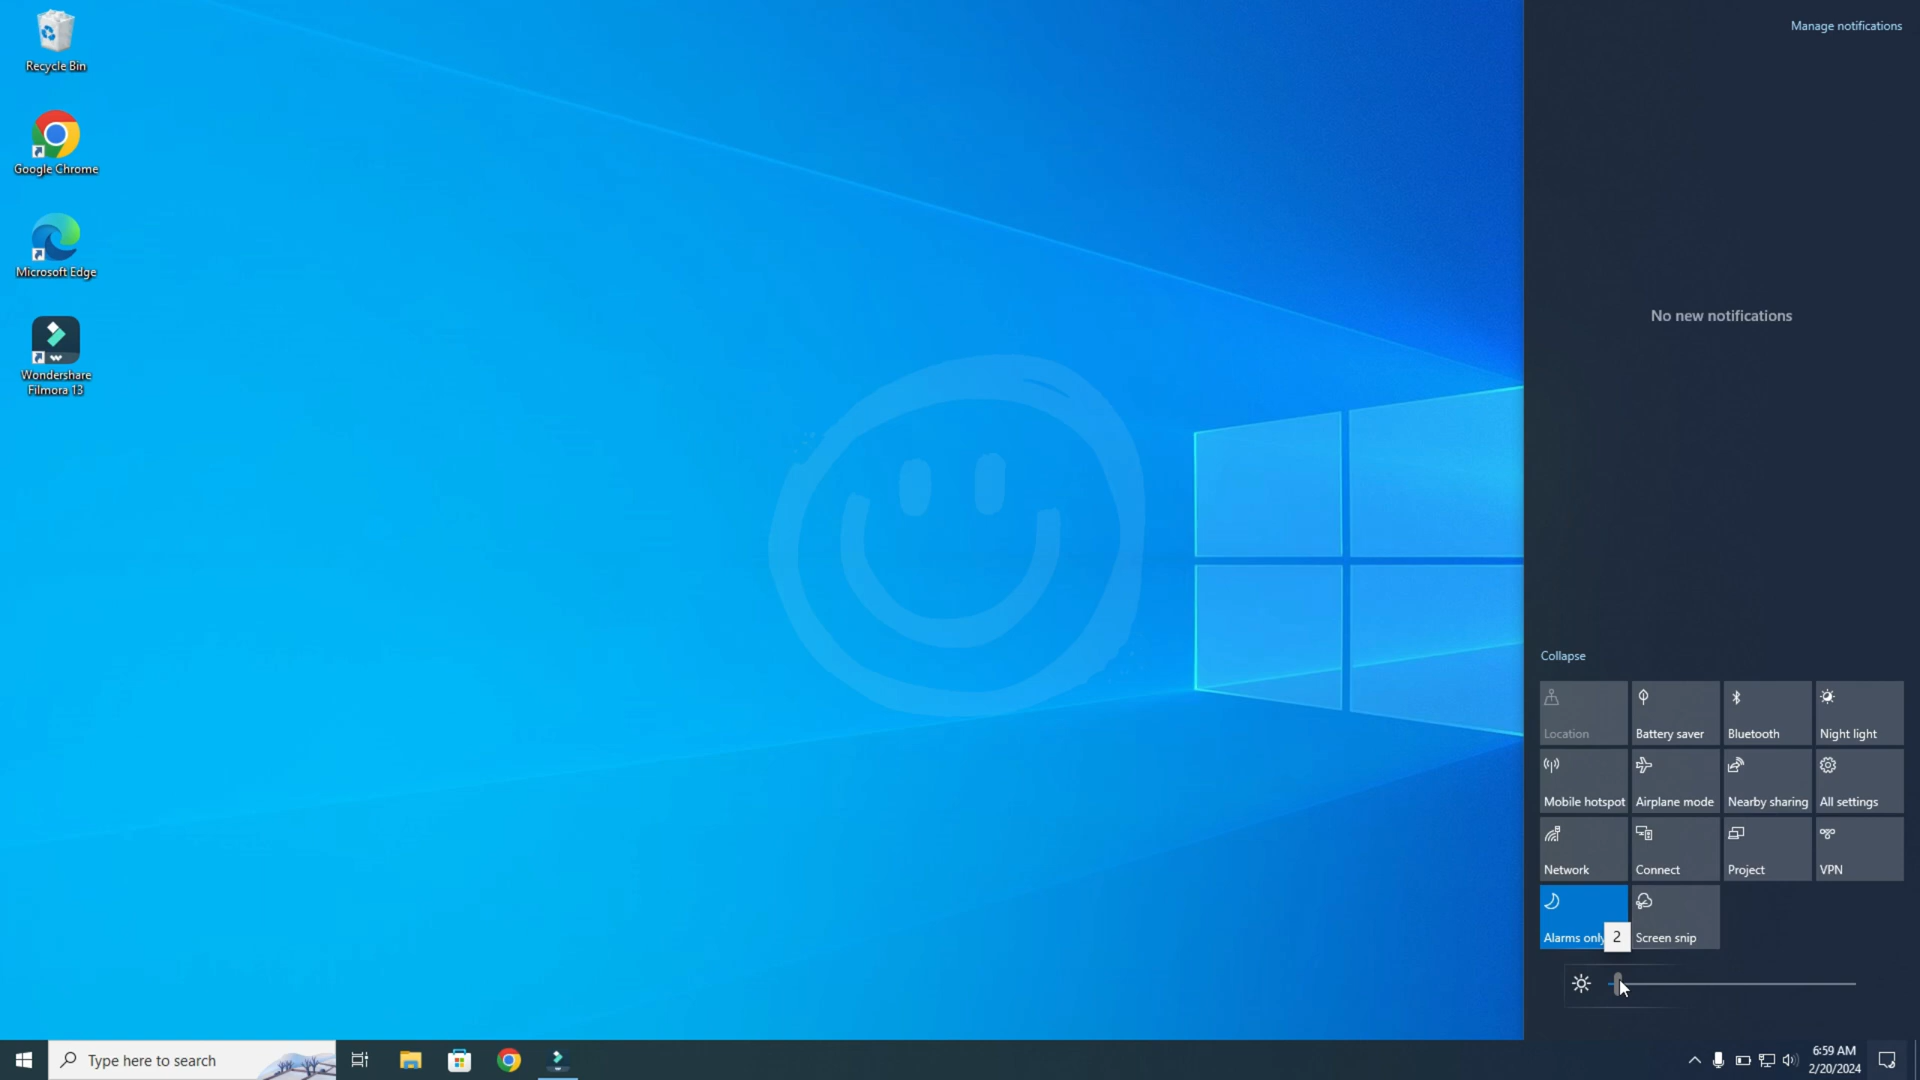 Recycle Bin
Google Chrome
Microsoft Edge
Wondershare
Filmora 13
Manage notifications
No new notifications
Collapse
Location
Battery saver
Bluetooth
Night light
Mobile hotspot
Airplane mode
Nearby sharing
All settings
Network
Connect
Project
VPN
Alarms only
2
Screen snip
Type here to search
6:59 AM
2/20/2024